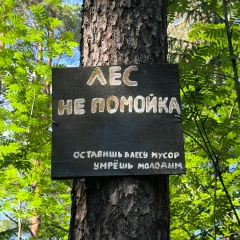 ЛЕС
НЕ ПОМОЙКА
ОСТАВИШЬ В ЛЕСУ МУСОР
УМРЁШЬ МОЛОДЫМ